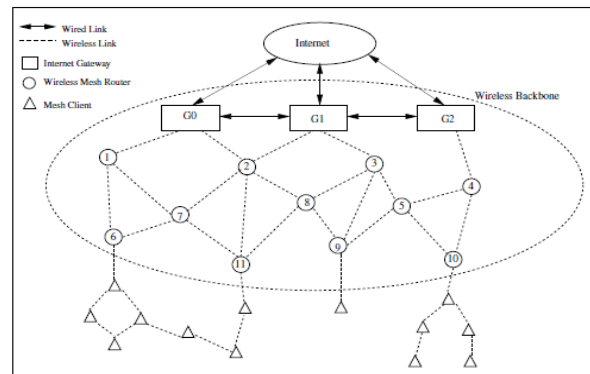 Wired Link
Wireless Link
Internet Gateway
Wireless Mesh Router
Mesh Client
Internet
Wireless Backbone
G0
G1
G2
1
2
3
4
5
6
7
8
9
10
11